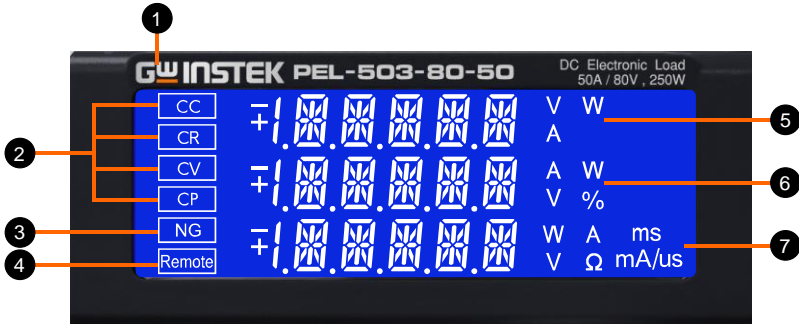 1
GW INSTEK PEL-503-80-50
DC Electronic Load
50A / 80V , 250W
2
CC
CR
CV
CP
3
NG
4
Remote
V W
A
5
A W
V %
6
W A ms
V Ω mA/us
7